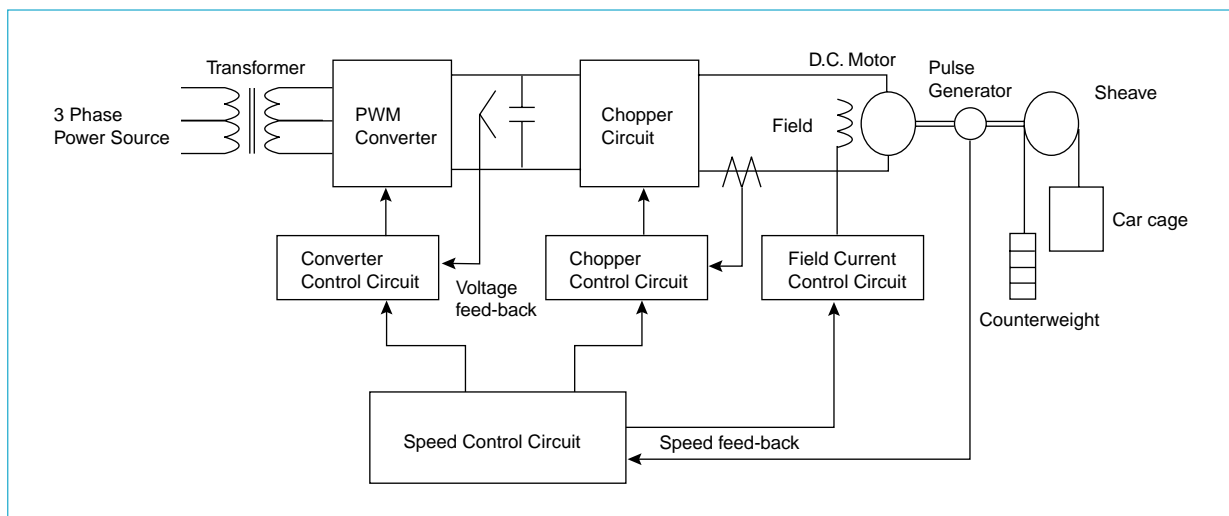 Transformer
3 Phase
Power Source
PWM
Converter
Chopper
Circuit
D.C. Motor
Field
Pulse
Generator
Sheave
Car cage
Counterweight
Converter
Control Circuit
Voltage
feed-back
Chopper
Control Circuit
Field Current
Control Circuit
Speed Control Circuit
Speed feed-back